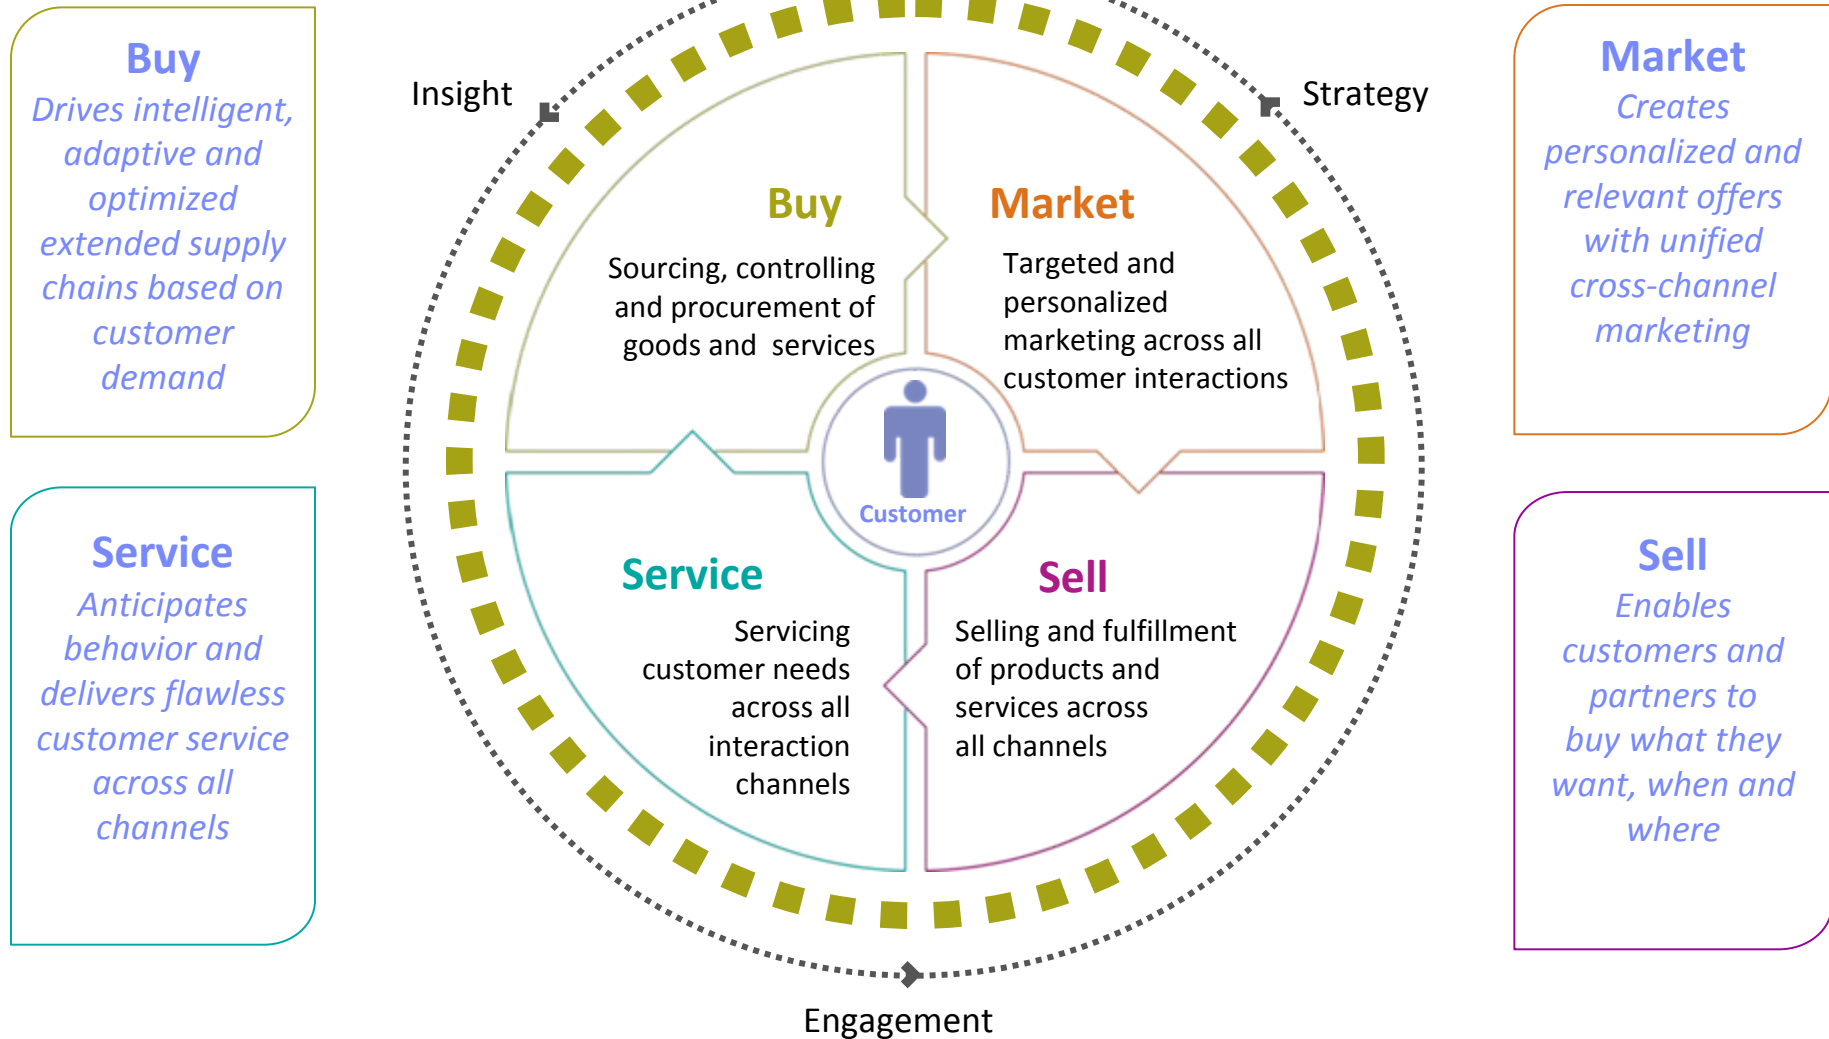 Buy
Drives intelligent,
adaptive and
optimized
extended supply
chains based on
customer
demand
Service
Anticipates
behavior and
delivers flawless
customer service
across all
channels
Insight
Strategy
Buy
Sourcing, controlling
and procurement of
goods and services
Market
Targeted and
personalized
marketing across all
customer interactions
Customer
Service
Servicing
customer needs
across all
interaction
channels
Sell
Selling and fulfillment
of products and
services across
all channels
Engagement
Market
Creates
personalized and
relevant offers
with unified
cross-channel
marketing
Sell
Enables
customers and
partners to
buy what they
want, when and
where